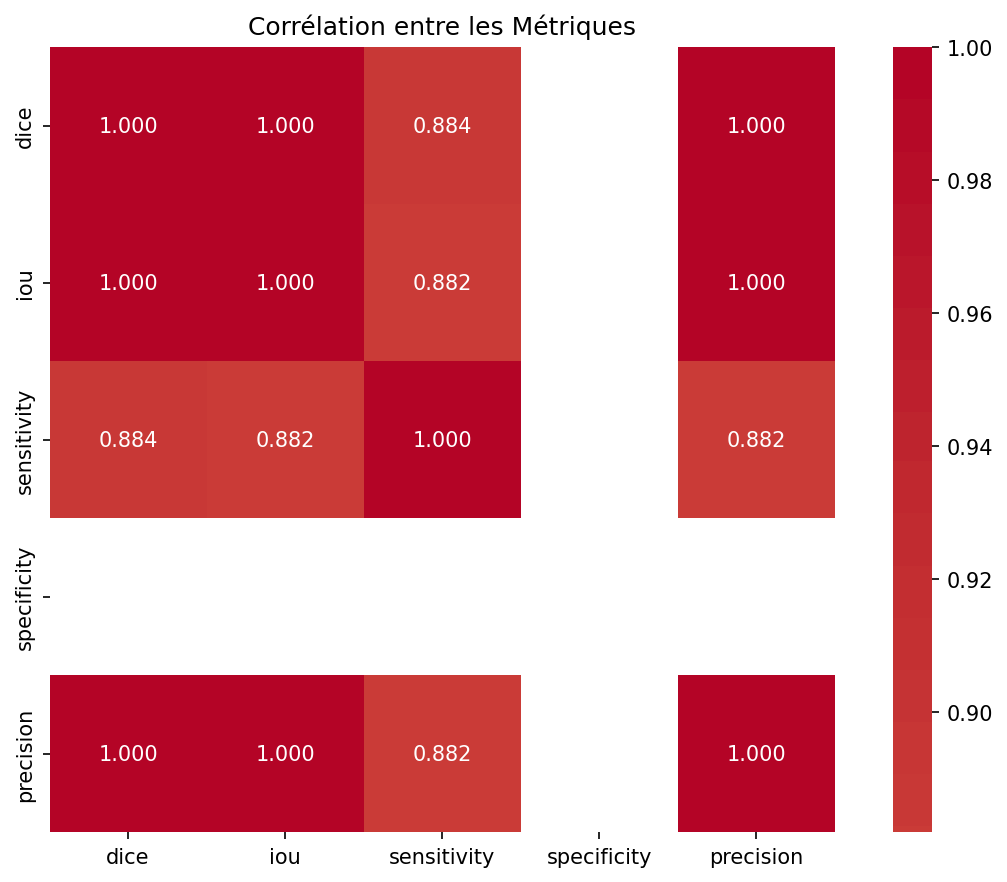 Corrélation entre les Métriques
dice 1.000 1.000 0.884 1.000
iou 1.000 1.000 0.882 1.000
sensitivity 0.884 0.882 1.000 0.882
specificity
precision 1.000 1.000 0.882 1.000
dice iou sensitivity specificity precision
1.00
0.98
0.96
0.94
0.92
0.90